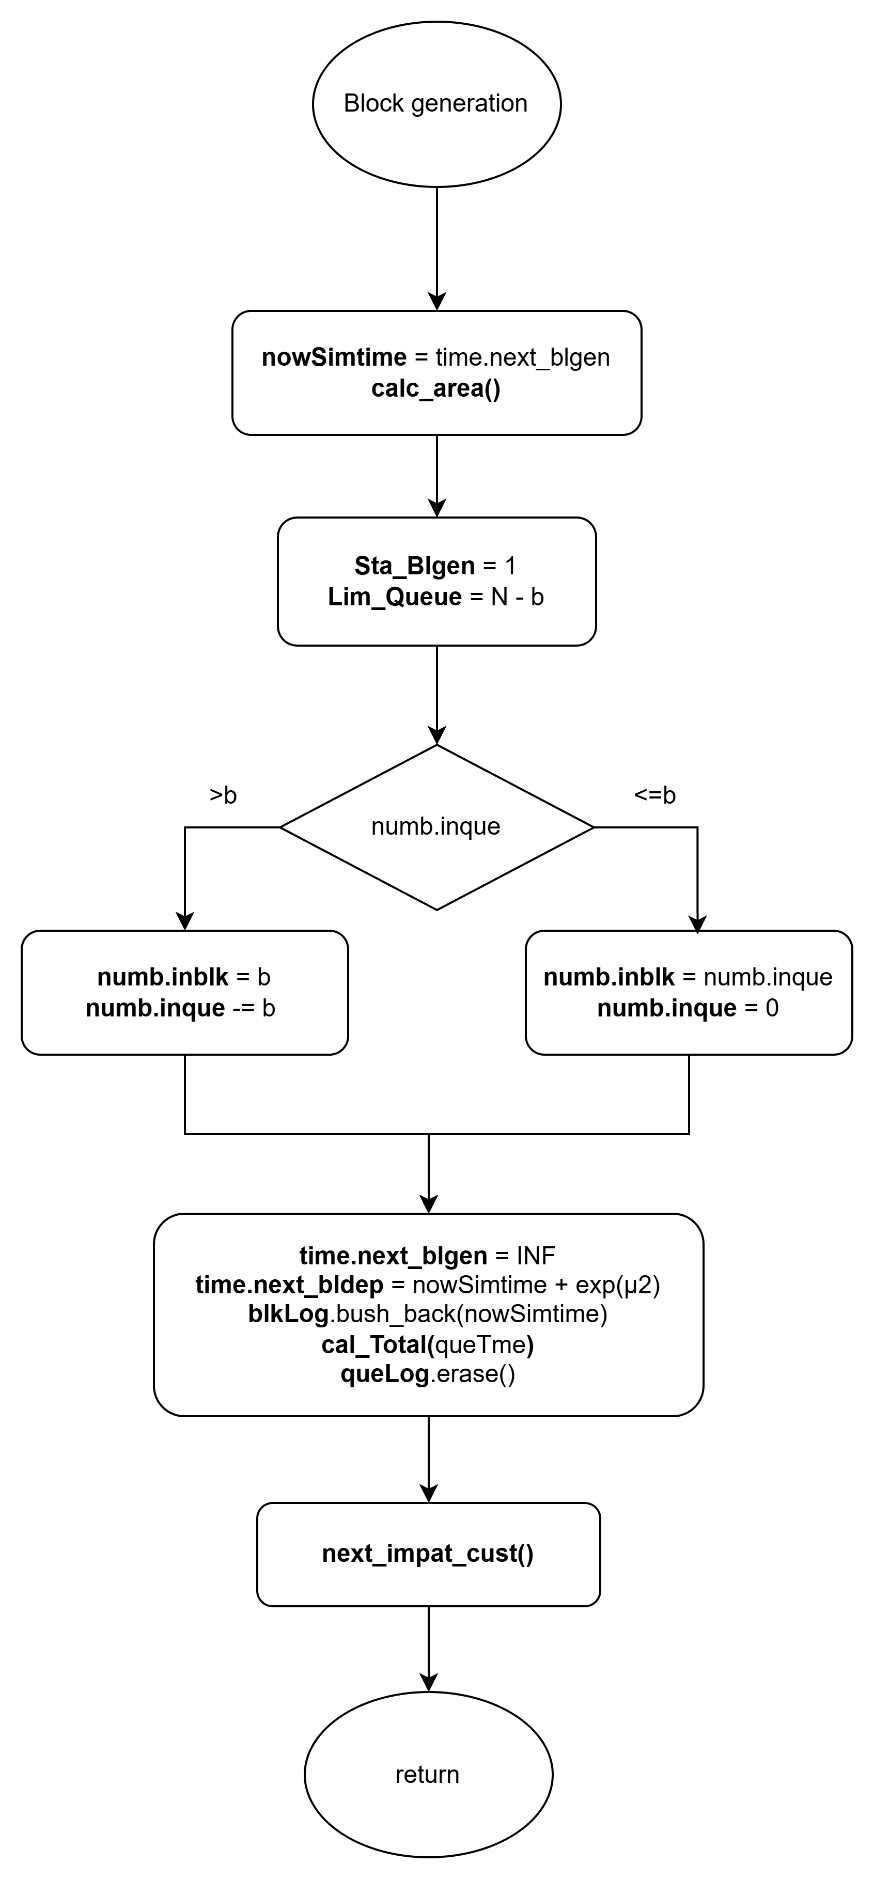 Block generation
nowSimtime = time.next_blgen
calc_area()
Sta_Blgen = 1
Lim_Queue = N - b
numb.inque
>b
<=b
numb.inblk = b
numb.inque -= b
numb.inblk = numb.inque
numb.inque = 0
time.next_blgen = INF
time.next_bldep = nowSimtime + exp(μ2)
blkLog.bush_back(nowSimtime)
cal_Total(queTme)
queLog.erase()
next_impat_cust()
return